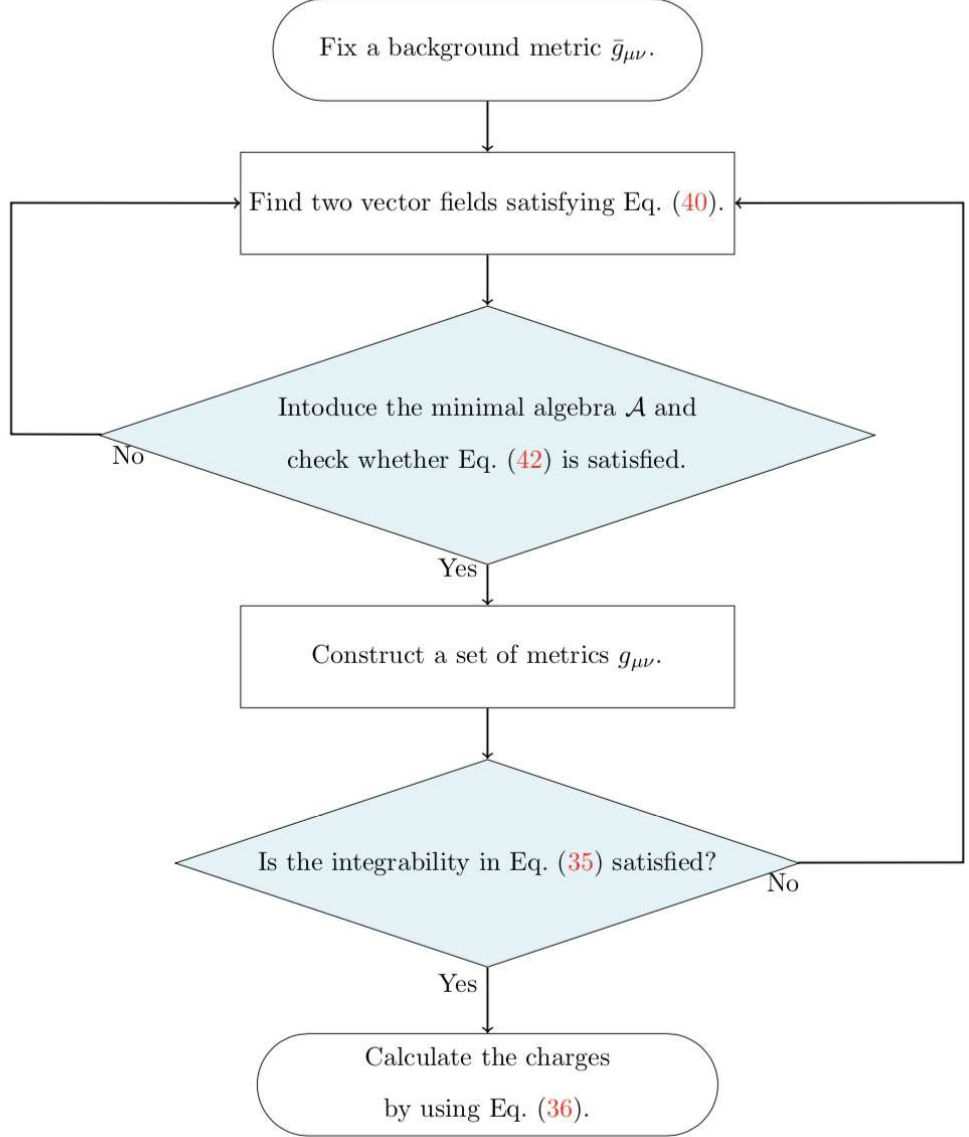 Fix a background metric ḡμν.
Find two vector fields satisfying Eq. (40).
Intoduce the minimal algebra 𝒜 and
check whether Eq. (42) is satisfied.
No
Yes
Construct a set of metrics gμν.
Is the integrability in Eq. (35) satisfied?
No
Yes
Calculate the charges
by using Eq. (36).